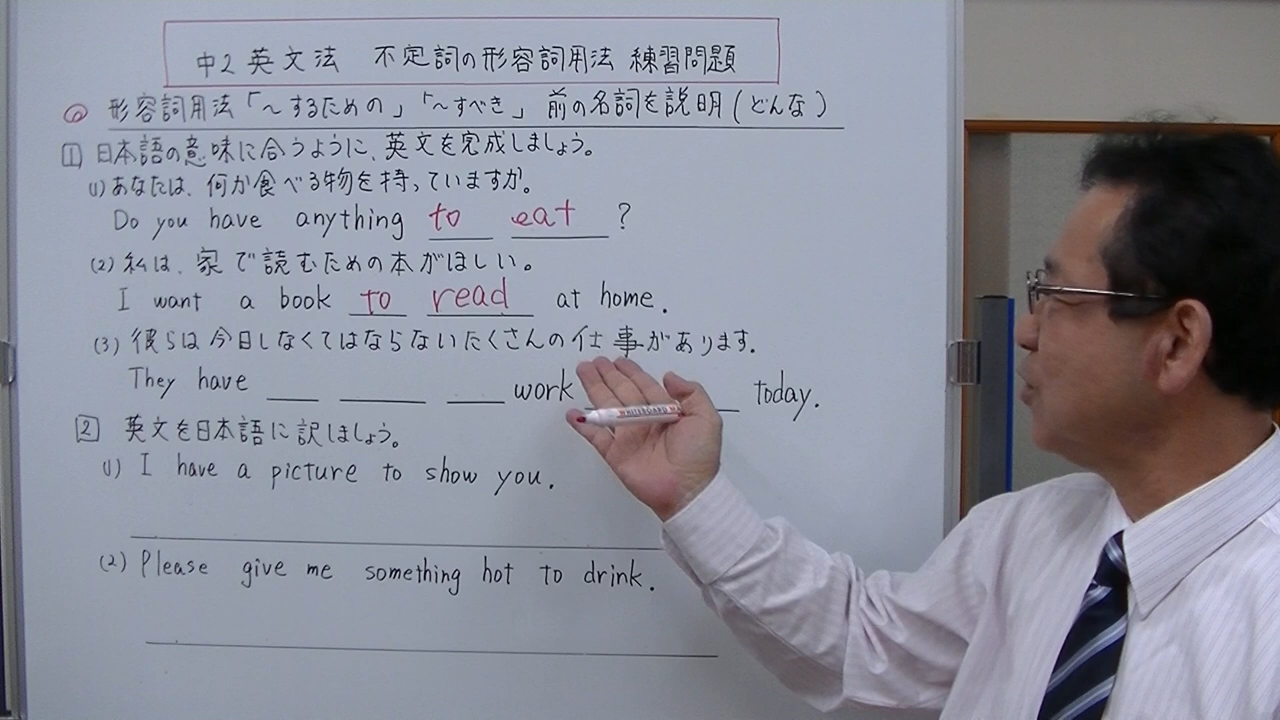 中2 英文法 不定詞の形容詞用法 練習問題
◎ 形容詞用法「～するための」「～すべき」 前の名詞を説明(どんな)
1 日本語の意味に合うように、英文を完成しましょう。
(1) あなたは、何か食べる物を持っていますか。
Do you have anything to eat ?
(2) 私は、家で読むための本がほしい。
I want a book to read at home.
(3) 彼らは今日しなくてはならないたくさんの仕事があります。
They have ___ ___ ___ work ___ today.
2 英文を日本語に訳しましょう。
(1) I have a picture to show you.
(2) Please give me something hot to drink.
WHITEBOARD